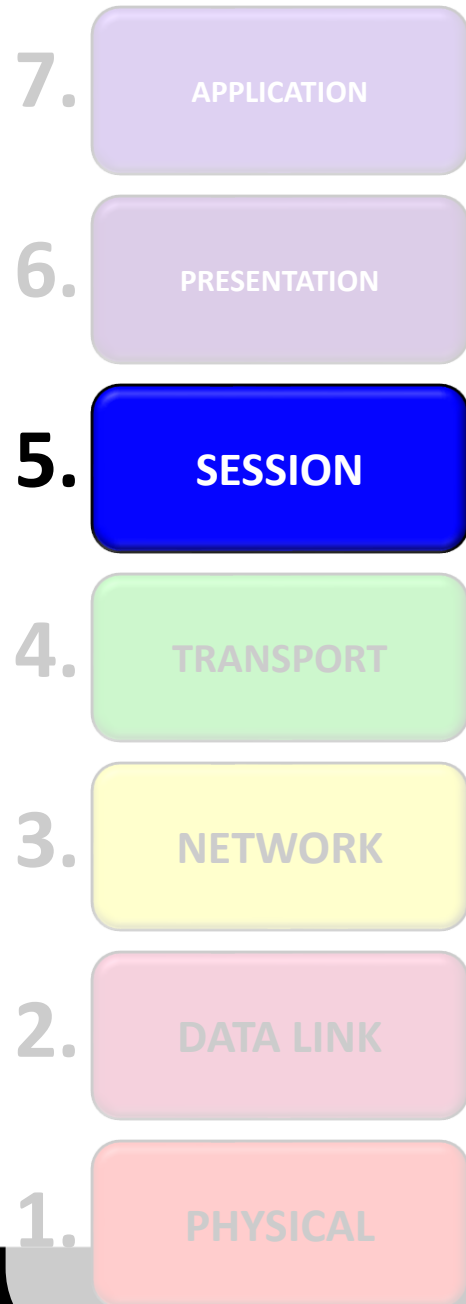 7. APPLICATION
6. PRESENTATION
5. SESSION
4. TRANSPORT
3. NETWORK
2. DATA LINK
1. PHYSICAL